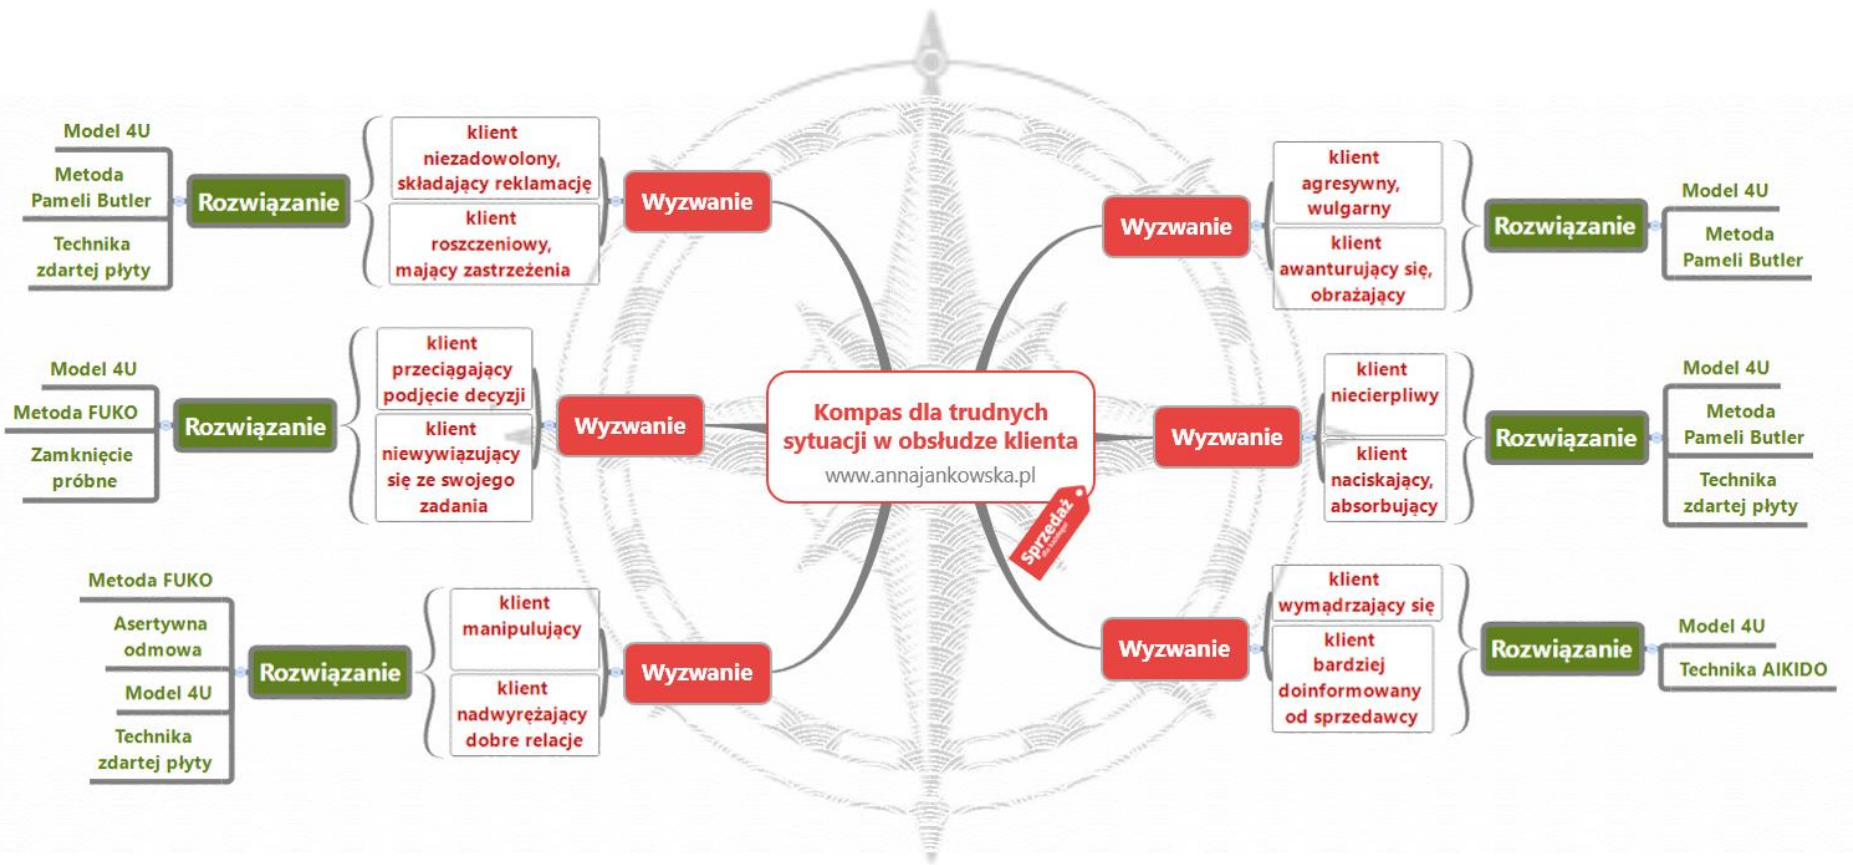 Kompas dla trudnych
sytuacji w obsłudze klienta
www.annajankowska.pl
Sprzedaż
Wyzwanie
klient
niezadowolony,
składający reklamację
klient
roszczeniowy,
mający zastrzeżenia
Rozwiązanie
Model 4U
Metoda
Pameli Butler
Technika
zdartej płyty
Wyzwanie
klient
przeciągający
podjęcie decyzji
klient
niewywiązujący
się ze swojego
zadania
Rozwiązanie
Model 4U
Metoda FUKO
Zamknięcie
próbne
Wyzwanie
klient
manipulujący
klient
nadwyrężający
dobre relacje
Rozwiązanie
Metoda FUKO
Asertywna
odmowa
Model 4U
Technika
zdartej płyty
Wyzwanie
klient
agresywny,
wulgarny
klient
awanturujący się,
obrażający
Rozwiązanie
Model 4U
Metoda
Pameli Butler
Wyzwanie
klient
niecierpliwy
klient
naciskający,
absorbujący
Rozwiązanie
Model 4U
Metoda
Pameli Butler
Technika
zdartej płyty
Wyzwanie
klient
wymądrzający się
klient
bardziej
doinformowany
od sprzedawcy
Rozwiązanie
Model 4U
Technika AIKIDO